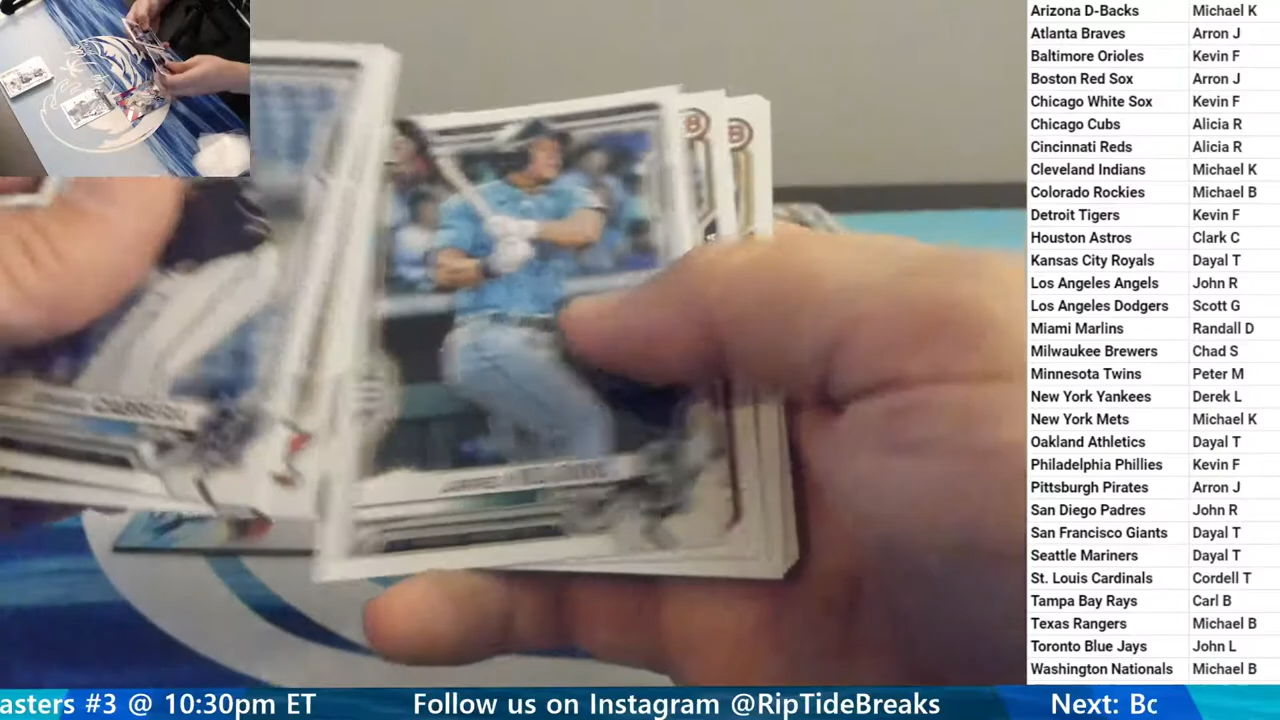 Arizona D-Backs Michael K
Atlanta Braves Arron J
Baltimore Orioles Kevin F
Boston Red Sox Arron J
Chicago White Sox Kevin F
Chicago Cubs Alicia R
Cincinnati Reds Alicia R
Cleveland Indians Michael K
Colorado Rockies Michael B
Detroit Tigers Kevin F
Houston Astros Clark C
Kansas City Royals Dayal T
Los Angeles Angels John R
Los Angeles Dodgers Scott G
Miami Marlins Randall D
Milwaukee Brewers Chad S
Minnesota Twins Peter M
New York Yankees Derek L
New York Mets Michael K
Oakland Athletics Dayal T
Philadelphia Phillies Kevin F
Pittsburgh Pirates Arron J
San Diego Padres John R
San Francisco Giants Dayal T
Seattle Mariners Dayal T
St. Louis Cardinals Cordell T
Tampa Bay Rays Carl B
Texas Rangers Michael B
Toronto Blue Jays John L
Washington Nationals Michael B
asters #3 @ 10:30pm ET Follow us on Instagram @RipTideBreaks Next: Bc